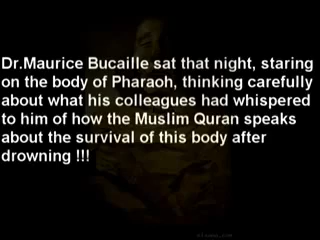 Dr.Maurice Bucaille sat that night, staring
on the body of Pharaoh, thinking carefully
about what his colleagues had whispered
to him of how the Muslim Quran speaks
about the survival of this body after
drowning !!!